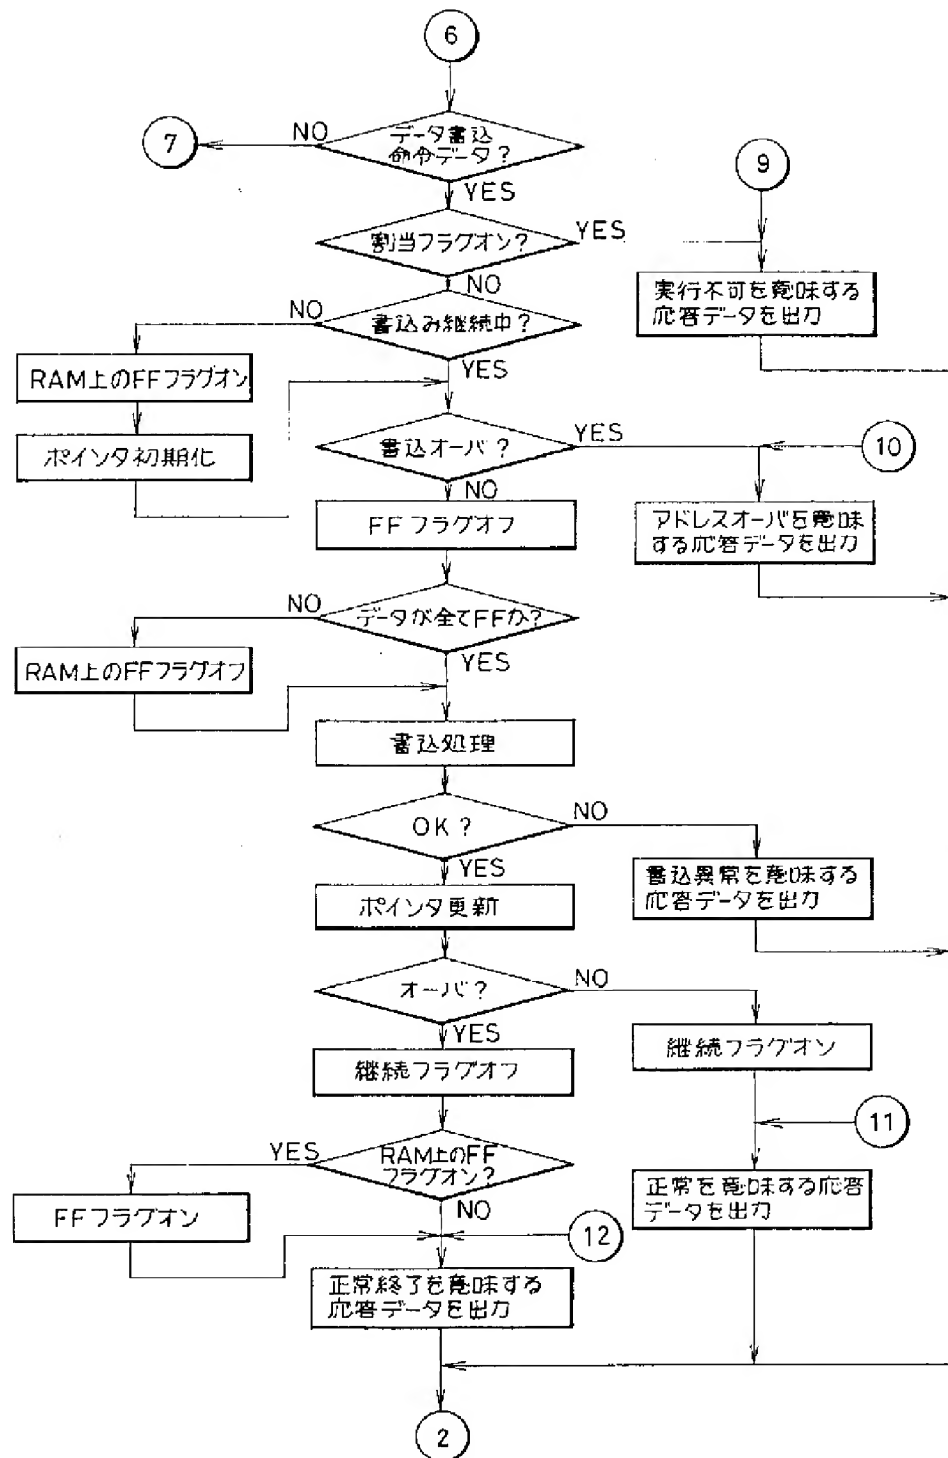 6
データ書込
命令データ?
NO
7
YES
9
割当フラグオン?
YES
NO
実行不可を意味する
応答データを出力
書込み継続中?
NO
YES
RAM上のFFフラグオン
ポインタ初期化
書込オーバ?
YES
10
NO
FFフラグオフ
アドレスオーバを意味
する応答データを出力
データが全てFFか?
NO
YES
RAM上のFFフラグオフ
書込処理
OK?
NO
YES
書込異常を意味する
応答データを出力
ポインタ更新
オーバ?
NO
YES
継続フラグオフ
継続フラグオン
11
RAM上のFF
フラグオン?
YES
NO
正常を意味する応答
データを出力
FFフラグオン
12
正常終了を意味する
応答データを出力
2